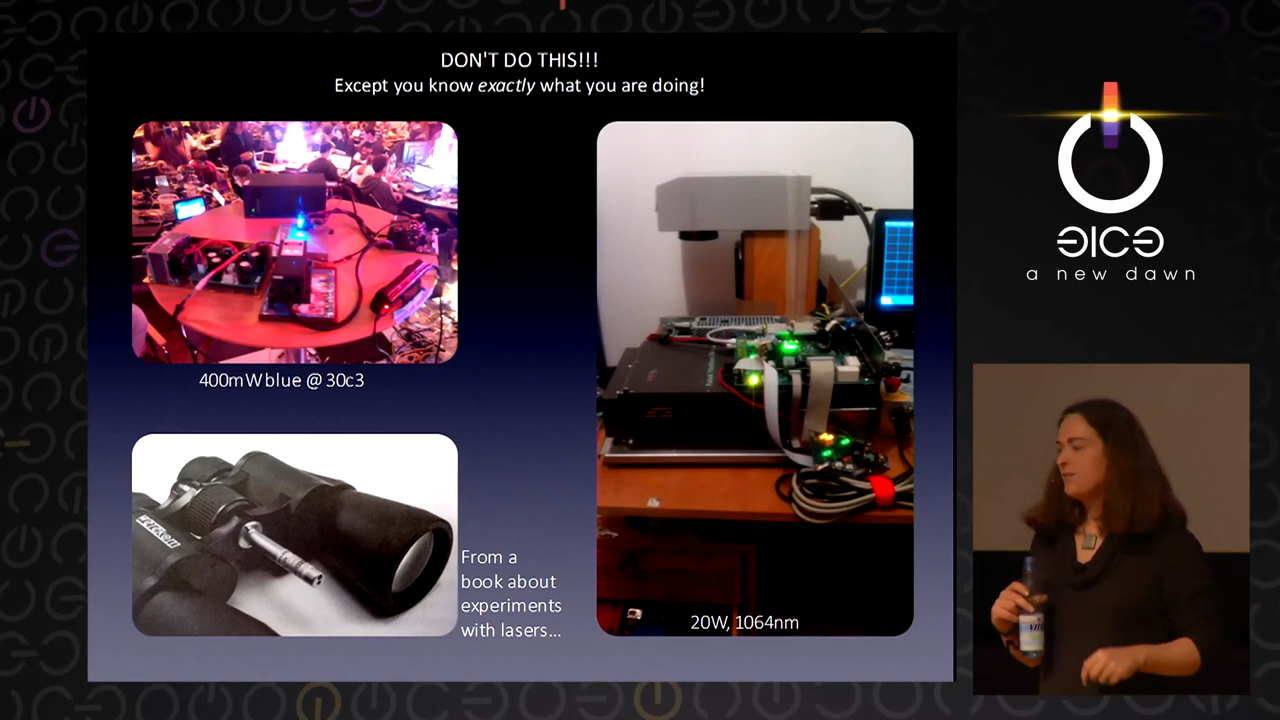 DON'T DO THIS!!!
Except you know exactly what you are doing!
400mW blue @ 30c3
From a
book about
experiments
with lasers...
20W, 1064nm
ƎICƎ
a new dawn